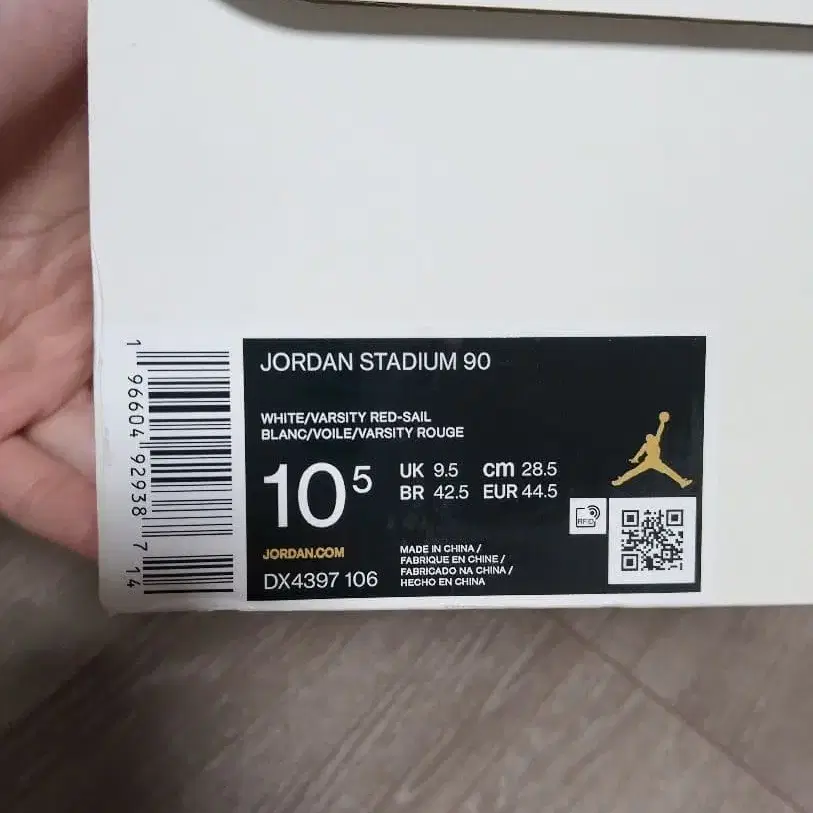 JORDAN STADIUM 90
WHITE/VARSITY RED-SAIL
BLANC/VOILE/VARSITY ROUGE
10 5
UK 9.5 cm 28.5
BR 42.5 EUR 44.5
RFID
JORDAN.COM
DX4397 106
MADE IN CHINA /
FABRIQUE EN CHINE /
FABRICADO NA CHINA /
HECHO EN CHINA
1 96604 92938 7 14